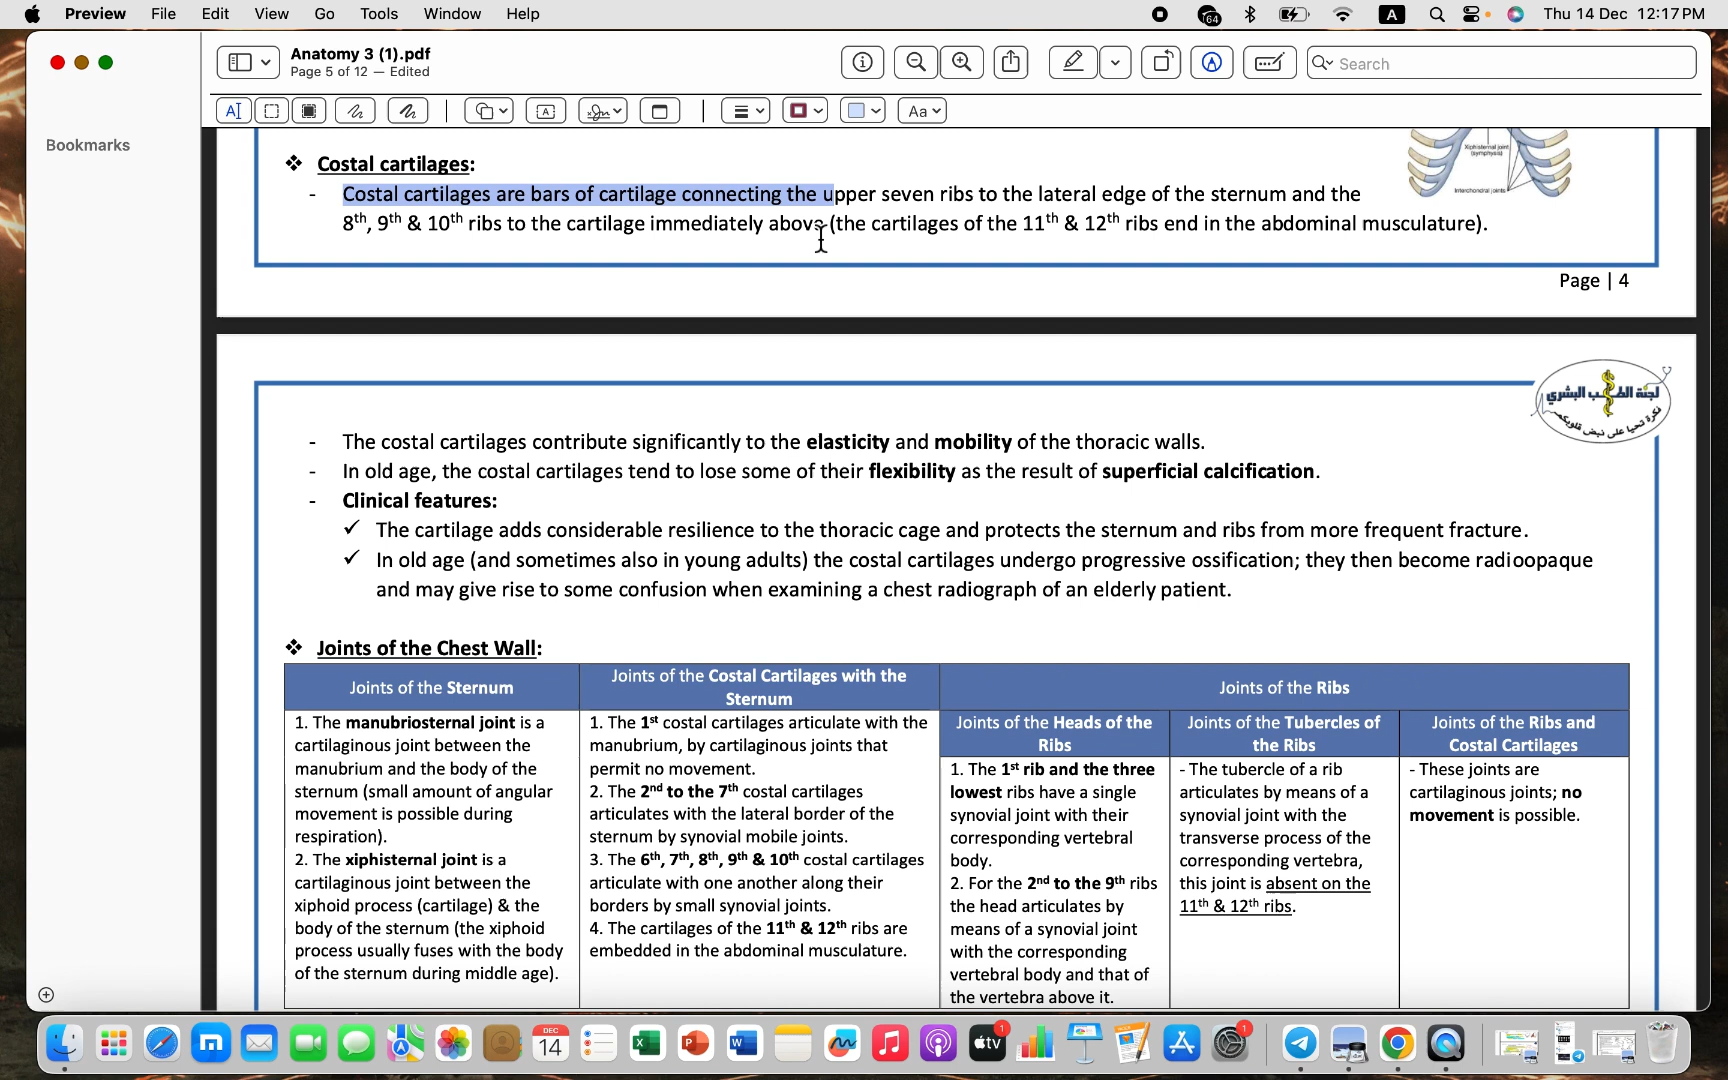 Preview File Edit View Go Tools Window Help
64 A Thu 14 Dec 12:17 PM
Anatomy 3 (1).pdf
Page 5 of 12 — Edited
Search
Bookmarks
Xiphisternal joint
(symphysis)
Interchondral joints
❖ Costal cartilages:
- Costal cartilages are bars of cartilage connecting the upper seven ribs to the lateral edge of the sternum and the
8th, 9th & 10th ribs to the cartilage immediately above (the cartilages of the 11th & 12th ribs end in the abdominal musculature).
Page | 4
لجنة الطب البشري
فكرة تحيا على نبض قلوبكم
- The costal cartilages contribute significantly to the elasticity and mobility of the thoracic walls.
- In old age, the costal cartilages tend to lose some of their flexibility as the result of superficial calcification.
- Clinical features:
✓ The cartilage adds considerable resilience to the thoracic cage and protects the sternum and ribs from more frequent fracture.
✓ In old age (and sometimes also in young adults) the costal cartilages undergo progressive ossification; they then become radioopaque
and may give rise to some confusion when examining a chest radiograph of an elderly patient.
❖ Joints of the Chest Wall:
Joints of the Sternum
1. The manubriosternal joint is a
cartilaginous joint between the
manubrium and the body of the
sternum (small amount of angular
movement is possible during
respiration).
2. The xiphisternal joint is a
cartilaginous joint between the
xiphoid process (cartilage) & the
body of the sternum (the xiphoid
process usually fuses with the body
of the sternum during middle age).
Joints of the Costal Cartilages with the
Sternum
1. The 1st costal cartilages articulate with the
manubrium, by cartilaginous joints that
permit no movement.
2. The 2nd to the 7th costal cartilages
articulates with the lateral border of the
sternum by synovial mobile joints.
3. The 6th, 7th, 8th, 9th & 10th costal cartilages
articulate with one another along their
borders by small synovial joints.
4. The cartilages of the 11th & 12th ribs are
embedded in the abdominal musculature.
Joints of the Ribs
Joints of the Heads of the
Ribs
1. The 1st rib and the three
lowest ribs have a single
synovial joint with their
corresponding vertebral
body.
2. For the 2nd to the 9th ribs
the head articulates by
means of a synovial joint
with the corresponding
vertebral body and that of
the vertebra above it.
Joints of the Tubercles of
the Ribs
- The tubercle of a rib
articulates by means of a
synovial joint with the
transverse process of the
corresponding vertebra,
this joint is absent on the
11th & 12th ribs.
Joints of the Ribs and
Costal Cartilages
- These joints are
cartilaginous joints; no
movement is possible.
DEC
14
tv
1
1